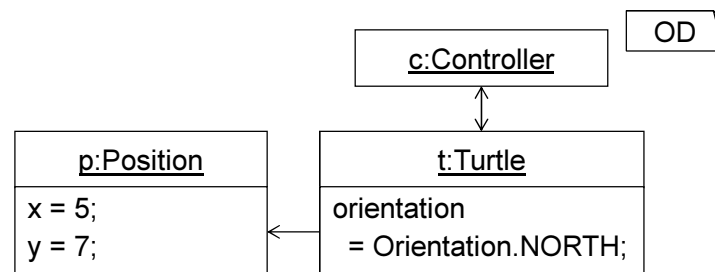 OD
c:Controller
p:Position
x = 5;
y = 7;
t:Turtle
orientation
= Orientation.NORTH;